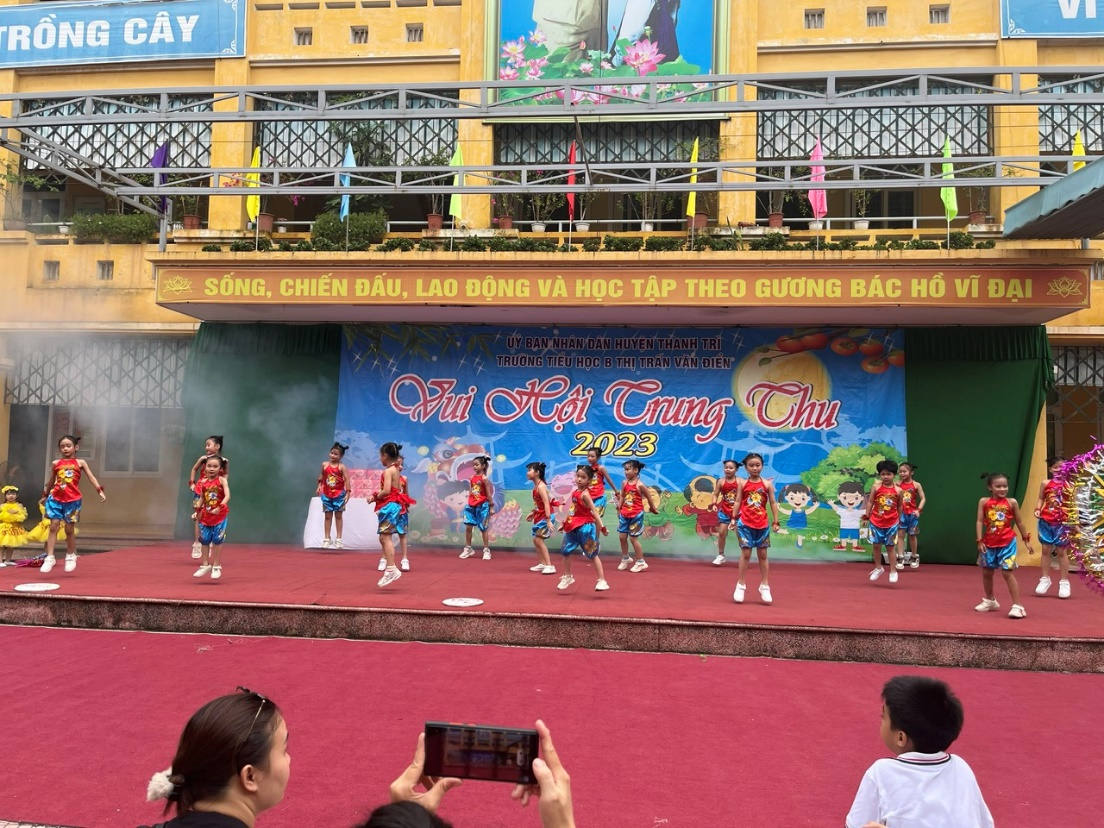 TRỒNG CÂY
VÌ
SỐNG, CHIẾN ĐẤU, LAO ĐỘNG VÀ HỌC TẬP THEO GƯƠNG BÁC HỒ VĨ ĐẠI
ỦY BAN NHÂN DÂN HUYỆN THANH TRÌ
TRƯỜNG TIỂU HỌC B THỊ TRẤN VĂN ĐIỂN
Vui Hội Trung Thu
2023